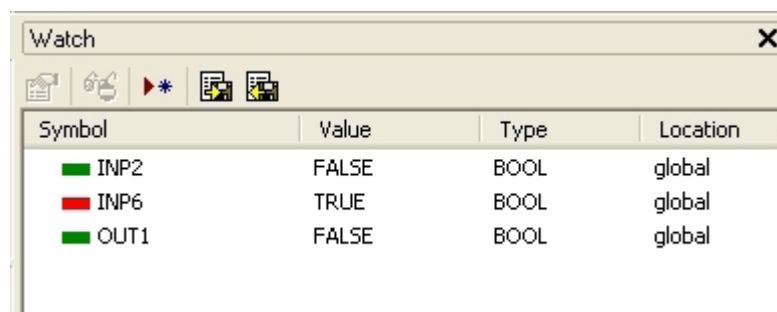 Watch
Symbol Value Type Location
INP2 FALSE BOOL global
INP6 TRUE BOOL global
OUT1 FALSE BOOL global